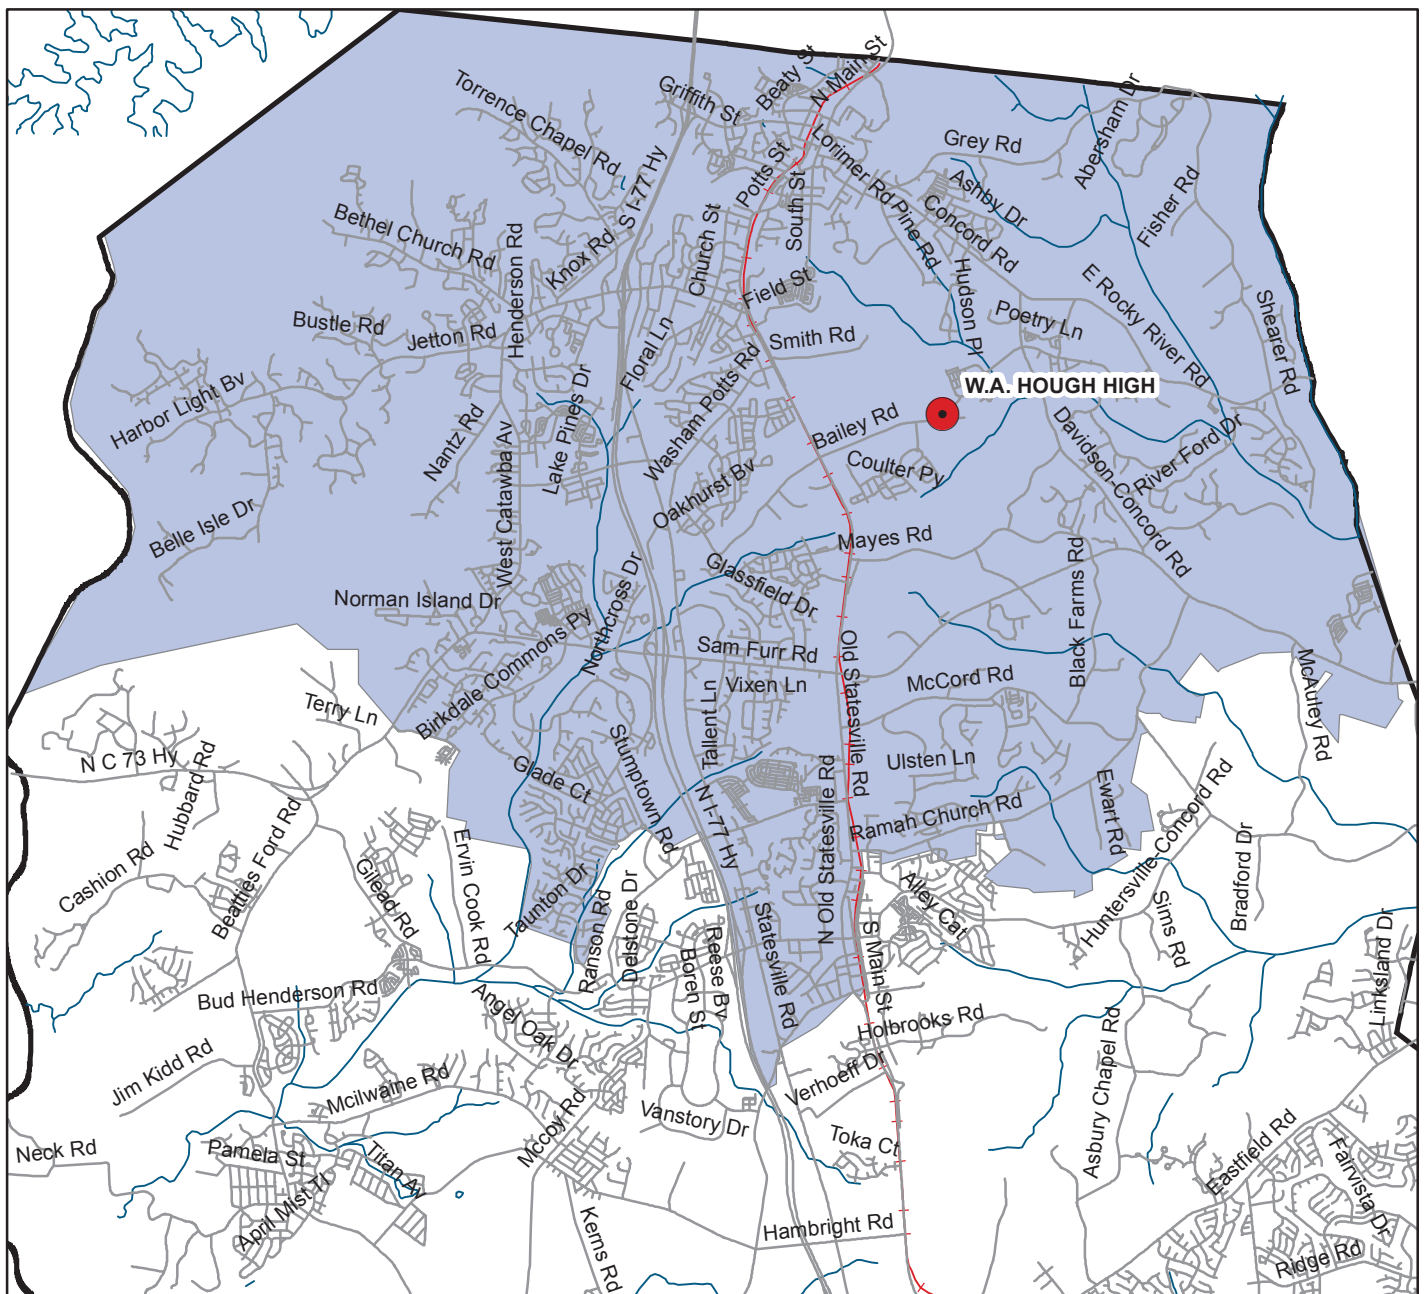 Beaty St
N Main St
Griffith St
Torrence Chapel Rd
S I-77 Hy
Potts St
Lorimer Rd
Grey Rd
Abersham Dr
Ashby Dr
Fisher Rd
South St
Pine Rd
Concord Rd
Bethel Church Rd
Henderson Rd
Knox Rd
Church St
Field St
Hudson Pl
E Rocky River Rd
Shearer Rd
Poetry Ln
Bustle Rd
Jetton Rd
Floral Ln
Smith Rd
Washam Potts Rd
Harbor Light Bv
W.A. HOUGH HIGH
Nantz Rd
Lake Pines Dr
Bailey Rd
Davidson-Concord Rd
River Ford Dr
West Catawba Av
Oakhurst Bv
Coulter Py
Belle Isle Dr
Mayes Rd
Glassfield Dr
Black Farms Rd
Norman Island Dr
Northcross Dr
Birkdale Commons Py
Sam Furr Rd
Old Statesville Rd
Vixen Ln
McCord Rd
McAuley Rd
Terry Ln
Tallent Ln
Stumptown Rd
N C 73 Hy
Hubbard Rd
Glade Ct
N I-77 Hy
N Old Statesville Rd
Ulsten Ln
Ramah Church Rd
Ewart Rd
Huntersville-Concord Rd
Beatties Ford Rd
Cashion Rd
Gilead Rd
Ervin Cook Rd
Taunton Dr
Ranson Rd
Delstone Dr
Boren St
Reese Bv
Statesville Rd
Alley Cat
S Main St
Sims Rd
Bradford Dr
Linksland Dr
Bud Henderson Rd
Angel Oak Dr
Holbrooks Rd
Asbury Chapel Rd
Jim Kidd Rd
Mcilwaine Rd
Verhoeff Dr
Mccoy Rd
Vanstory Dr
Toka Ct
Neck Rd
Pamela St
Titan Av
April Mist Tl
Eastfield Rd
Fairvista Dr
Kerns Rd
Hambright Rd
Ridge Rd